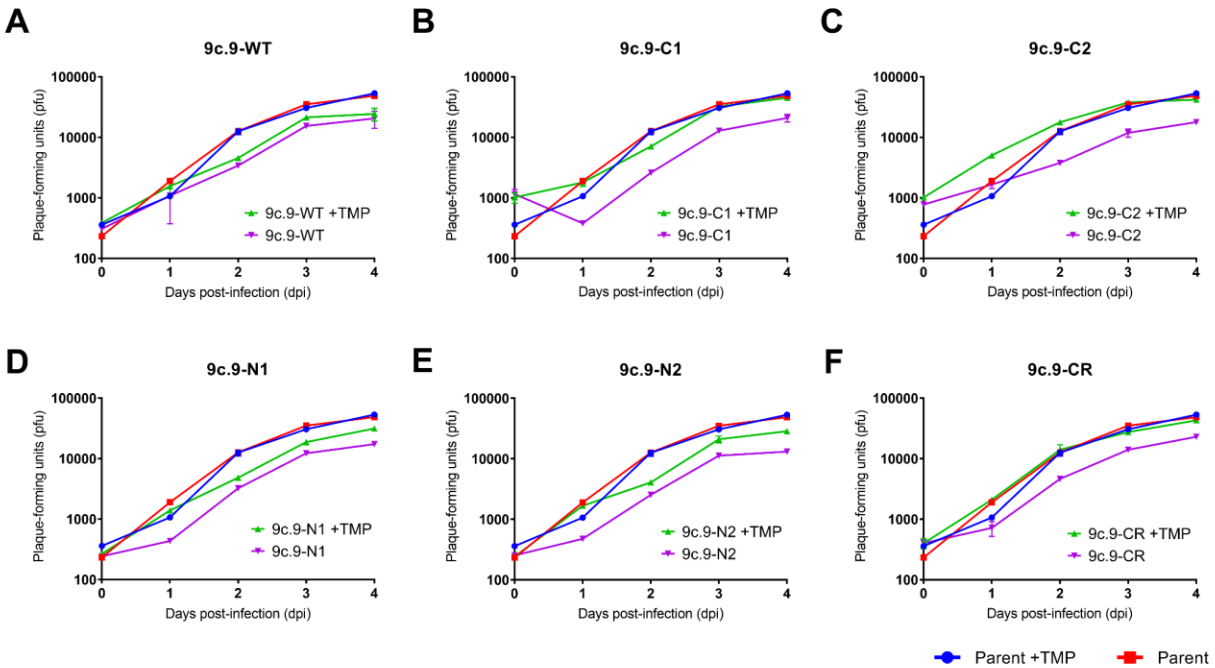 A
9c.9-WT
Plaque-forming units (pfu)
100000
10000
1000
100
0 1 2 3 4
Days post-infection (dpi)
9c.9-WT +TMP
9c.9-WT
B
9c.9-C1
Plaque-forming units (pfu)
100000
10000
1000
100
0 1 2 3 4
Days post-infection (dpi)
9c.9-C1 +TMP
9c.9-C1
C
9c.9-C2
Plaque-forming units (pfu)
100000
10000
1000
100
0 1 2 3 4
Days post-infection (dpi)
9c.9-C2 +TMP
9c.9-C2
D
9c.9-N1
Plaque-forming units (pfu)
100000
10000
1000
100
0 1 2 3 4
Days post-infection (dpi)
9c.9-N1 +TMP
9c.9-N1
E
9c.9-N2
Plaque-forming units (pfu)
100000
10000
1000
100
0 1 2 3 4
Days post-infection (dpi)
9c.9-N2 +TMP
9c.9-N2
F
9c.9-CR
Plaque-forming units (pfu)
100000
10000
1000
100
0 1 2 3 4
Days post-infection (dpi)
9c.9-CR +TMP
9c.9-CR
Parent +TMP
Parent